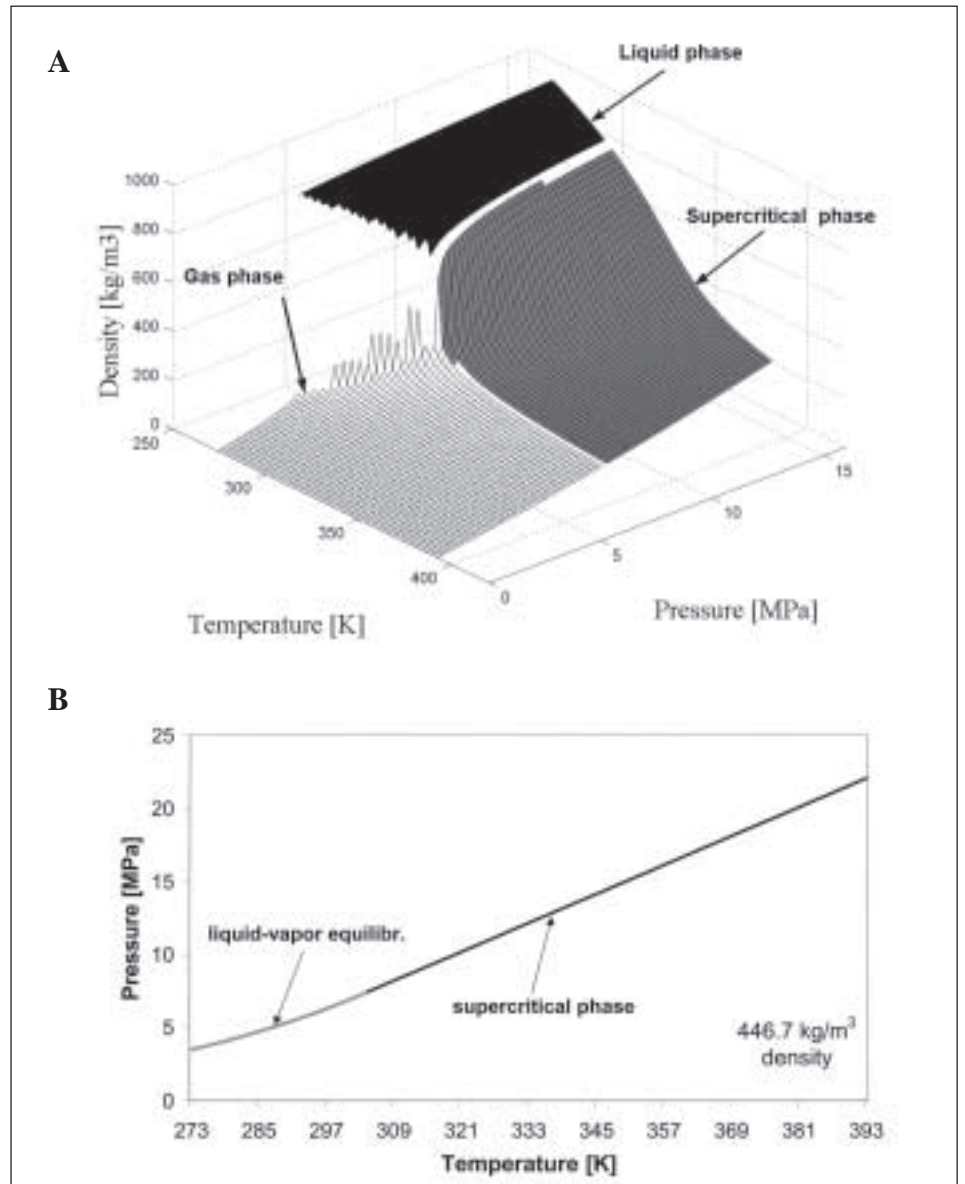 A
Liquid phase
Supercritical phase
Gas phase
Density [kg/m3]
1000
800
600
400
200
0
250
300
350
400
0
5
10
15
Temperature [K]
Pressure [MPa]
B
Pressure [MPa]
25
20
15
10
5
0
liquid-vapor equilibr.
supercritical phase
446.7 kg/m³
density
273 285 297 309 321 333 345 357 369 381 393
Temperature [K]